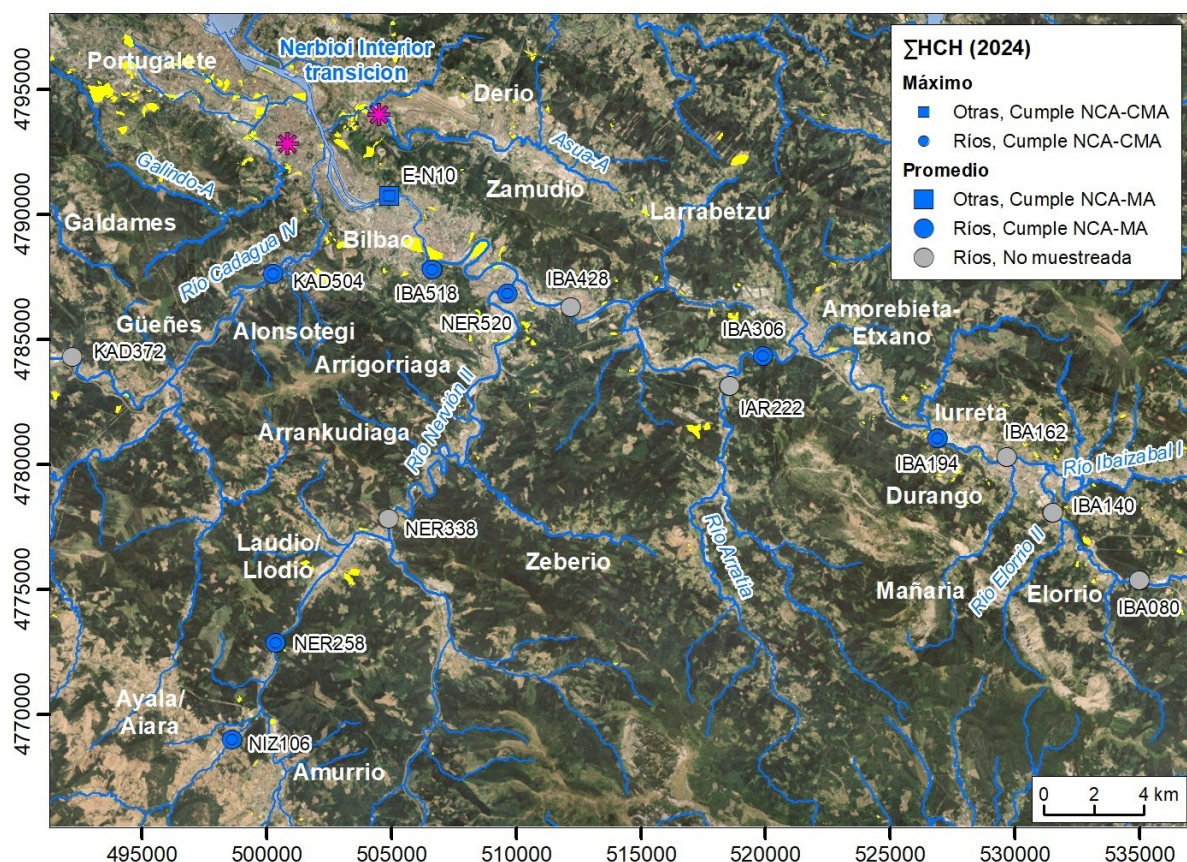 ∑HCH (2024)
Máximo
Otras, Cumple NCA-CMA
Ríos, Cumple NCA-CMA
Promedio
Otras, Cumple NCA-MA
Ríos, Cumple NCA-MA
Ríos, No muestreada
Portugalete
Nerbioi Interior
transicion
Derio
Asua-A
Galindo-A
E-N10
Zamudio
Larrabetzu
Galdames
Bilbao
Río Cadagua IV
KAD504
IBA518
IBA428
NER520
Güeñes
Alonsotegi
KAD372
Arrigorriaga
IBA306
Amorebieta-
Etxano
IAR222
Río Nervión II
Arrankudiaga
Iurreta
IBA162
IBA194
Río Ibaizabal I
Durango
IBA140
NER338
Laudio/
Llodio
Zeberio
Río Arratia
Mañaria
Río Elorrio II
Elorrio
IBA080
NER258
Ayala/
Aiara
NIZ106
Amurrio
0 2 4 km
4795000
4790000
4785000
4780000
4775000
4770000
495000 500000 505000 510000 515000 520000 525000 530000 535000